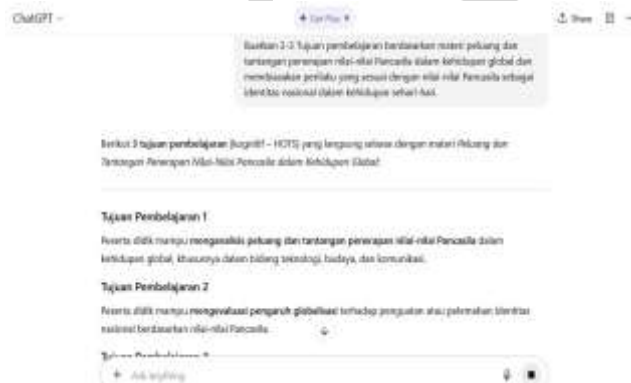 ChatGPT
Get Plus
Share
Buatkan 2-3 Tujuan pembelajaran berdasarkan materi peluang dan
tantangan penerapan nilai-nilai Pancasila dalam kehidupan global dan
membiasakan perilaku yang sesuai dengan nilai-nilai Pancasila sebagai
identitas nasional dalam kehidupan sehari-hari.
Berikut 3 tujuan pembelajaran (kognitif – HOTS) yang langsung selaras dengan materi Peluang dan
Tantangan Penerapan Nilai-Nilai Pancasila dalam Kehidupan Global:
Tujuan Pembelajaran 1
Peserta didik mampu menganalisis peluang dan tantangan penerapan nilai-nilai Pancasila dalam
kehidupan global, khususnya dalam bidang teknologi, budaya, dan komunikasi.
Tujuan Pembelajaran 2
Peserta didik mampu mengevaluasi pengaruh globalisasi terhadap penguatan atau pelemahan identitas
nasional berdasarkan nilai-nilai Pancasila.
Tujuan Pembelajaran 3
Ask anything